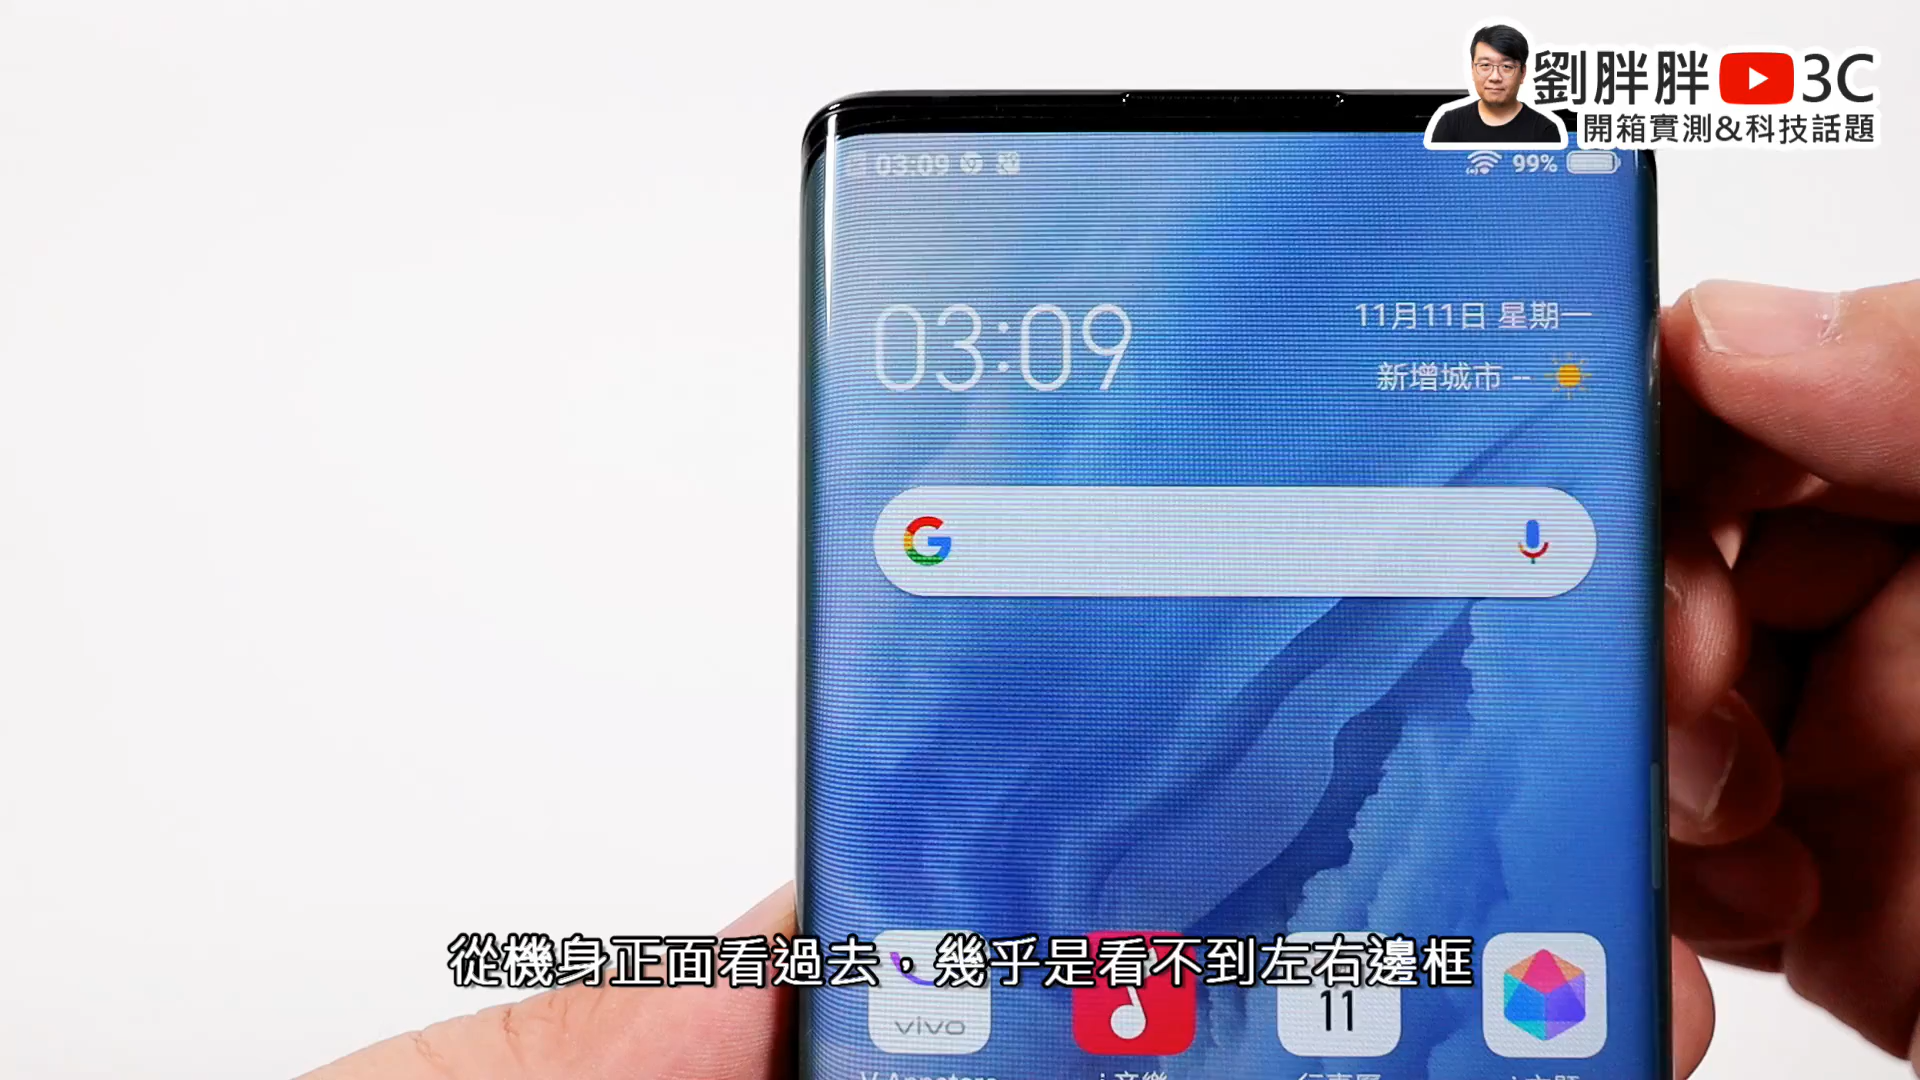 劉胖胖 3C
開箱實測&科技話題
03:09 99%
03:09
11月11日 星期一
新增城市 --
G
從機身正面看過去，幾乎是看不到左右邊框
vivo
11